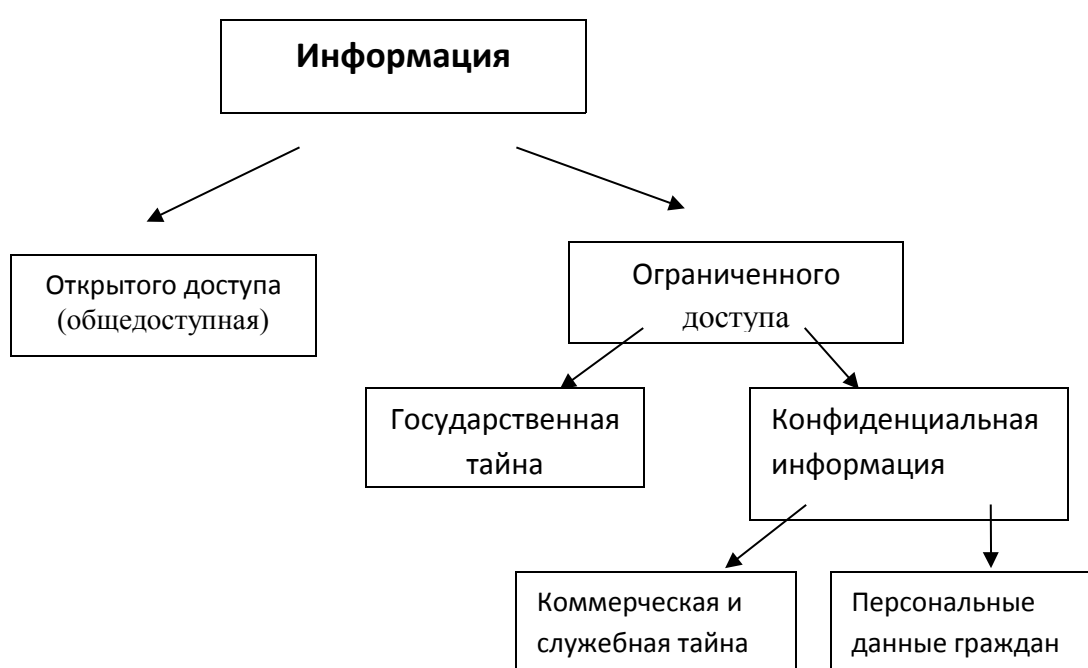 Информация
Открытого доступа
(общедоступная)
Ограниченного
доступа
Государственная
тайна
Конфиденциальная
информация
Коммерческая и
служебная тайна
Персональные
данные граждан